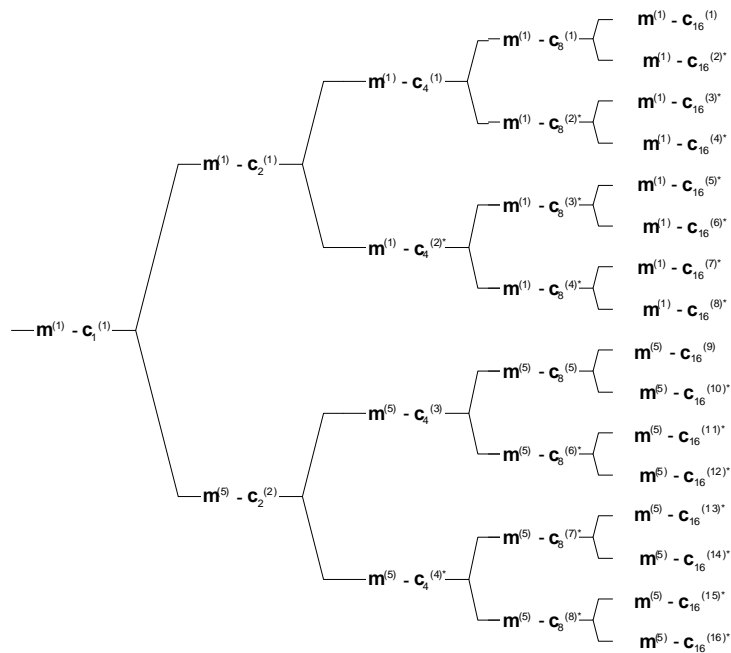 m(1) - c16(1)
m(1) - c8(1)
m(1) - c16(2)*
m(1) - c4(1)
m(1) - c16(3)*
m(1) - c8(2)*
m(1) - c16(4)*
m(1) - c2(1)
m(1) - c16(5)*
m(1) - c8(3)*
m(1) - c16(6)*
m(1) - c4(2)*
m(1) - c16(7)*
m(1) - c8(4)*
m(1) - c16(8)*
m(1) - c1(1)
m(5) - c16(9)
m(5) - c8(5)
m(5) - c16(10)*
m(5) - c4(3)
m(5) - c16(11)*
m(5) - c8(6)*
m(5) - c16(12)*
m(5) - c2(2)
m(5) - c16(13)*
m(5) - c8(7)*
m(5) - c16(14)*
m(5) - c4(4)*
m(5) - c16(15)*
m(5) - c8(8)*
m(5) - c16(16)*